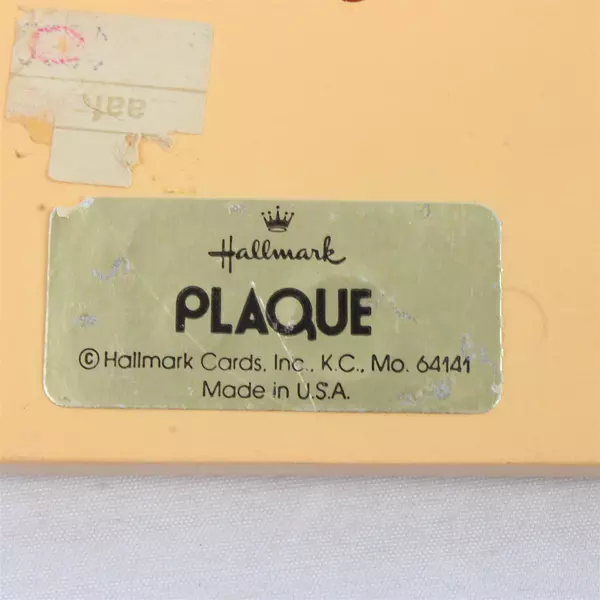 Hallmark
PLAQUE
© Hallmark Cards, Inc., K.C., Mo. 64141
Made in U.S.A.